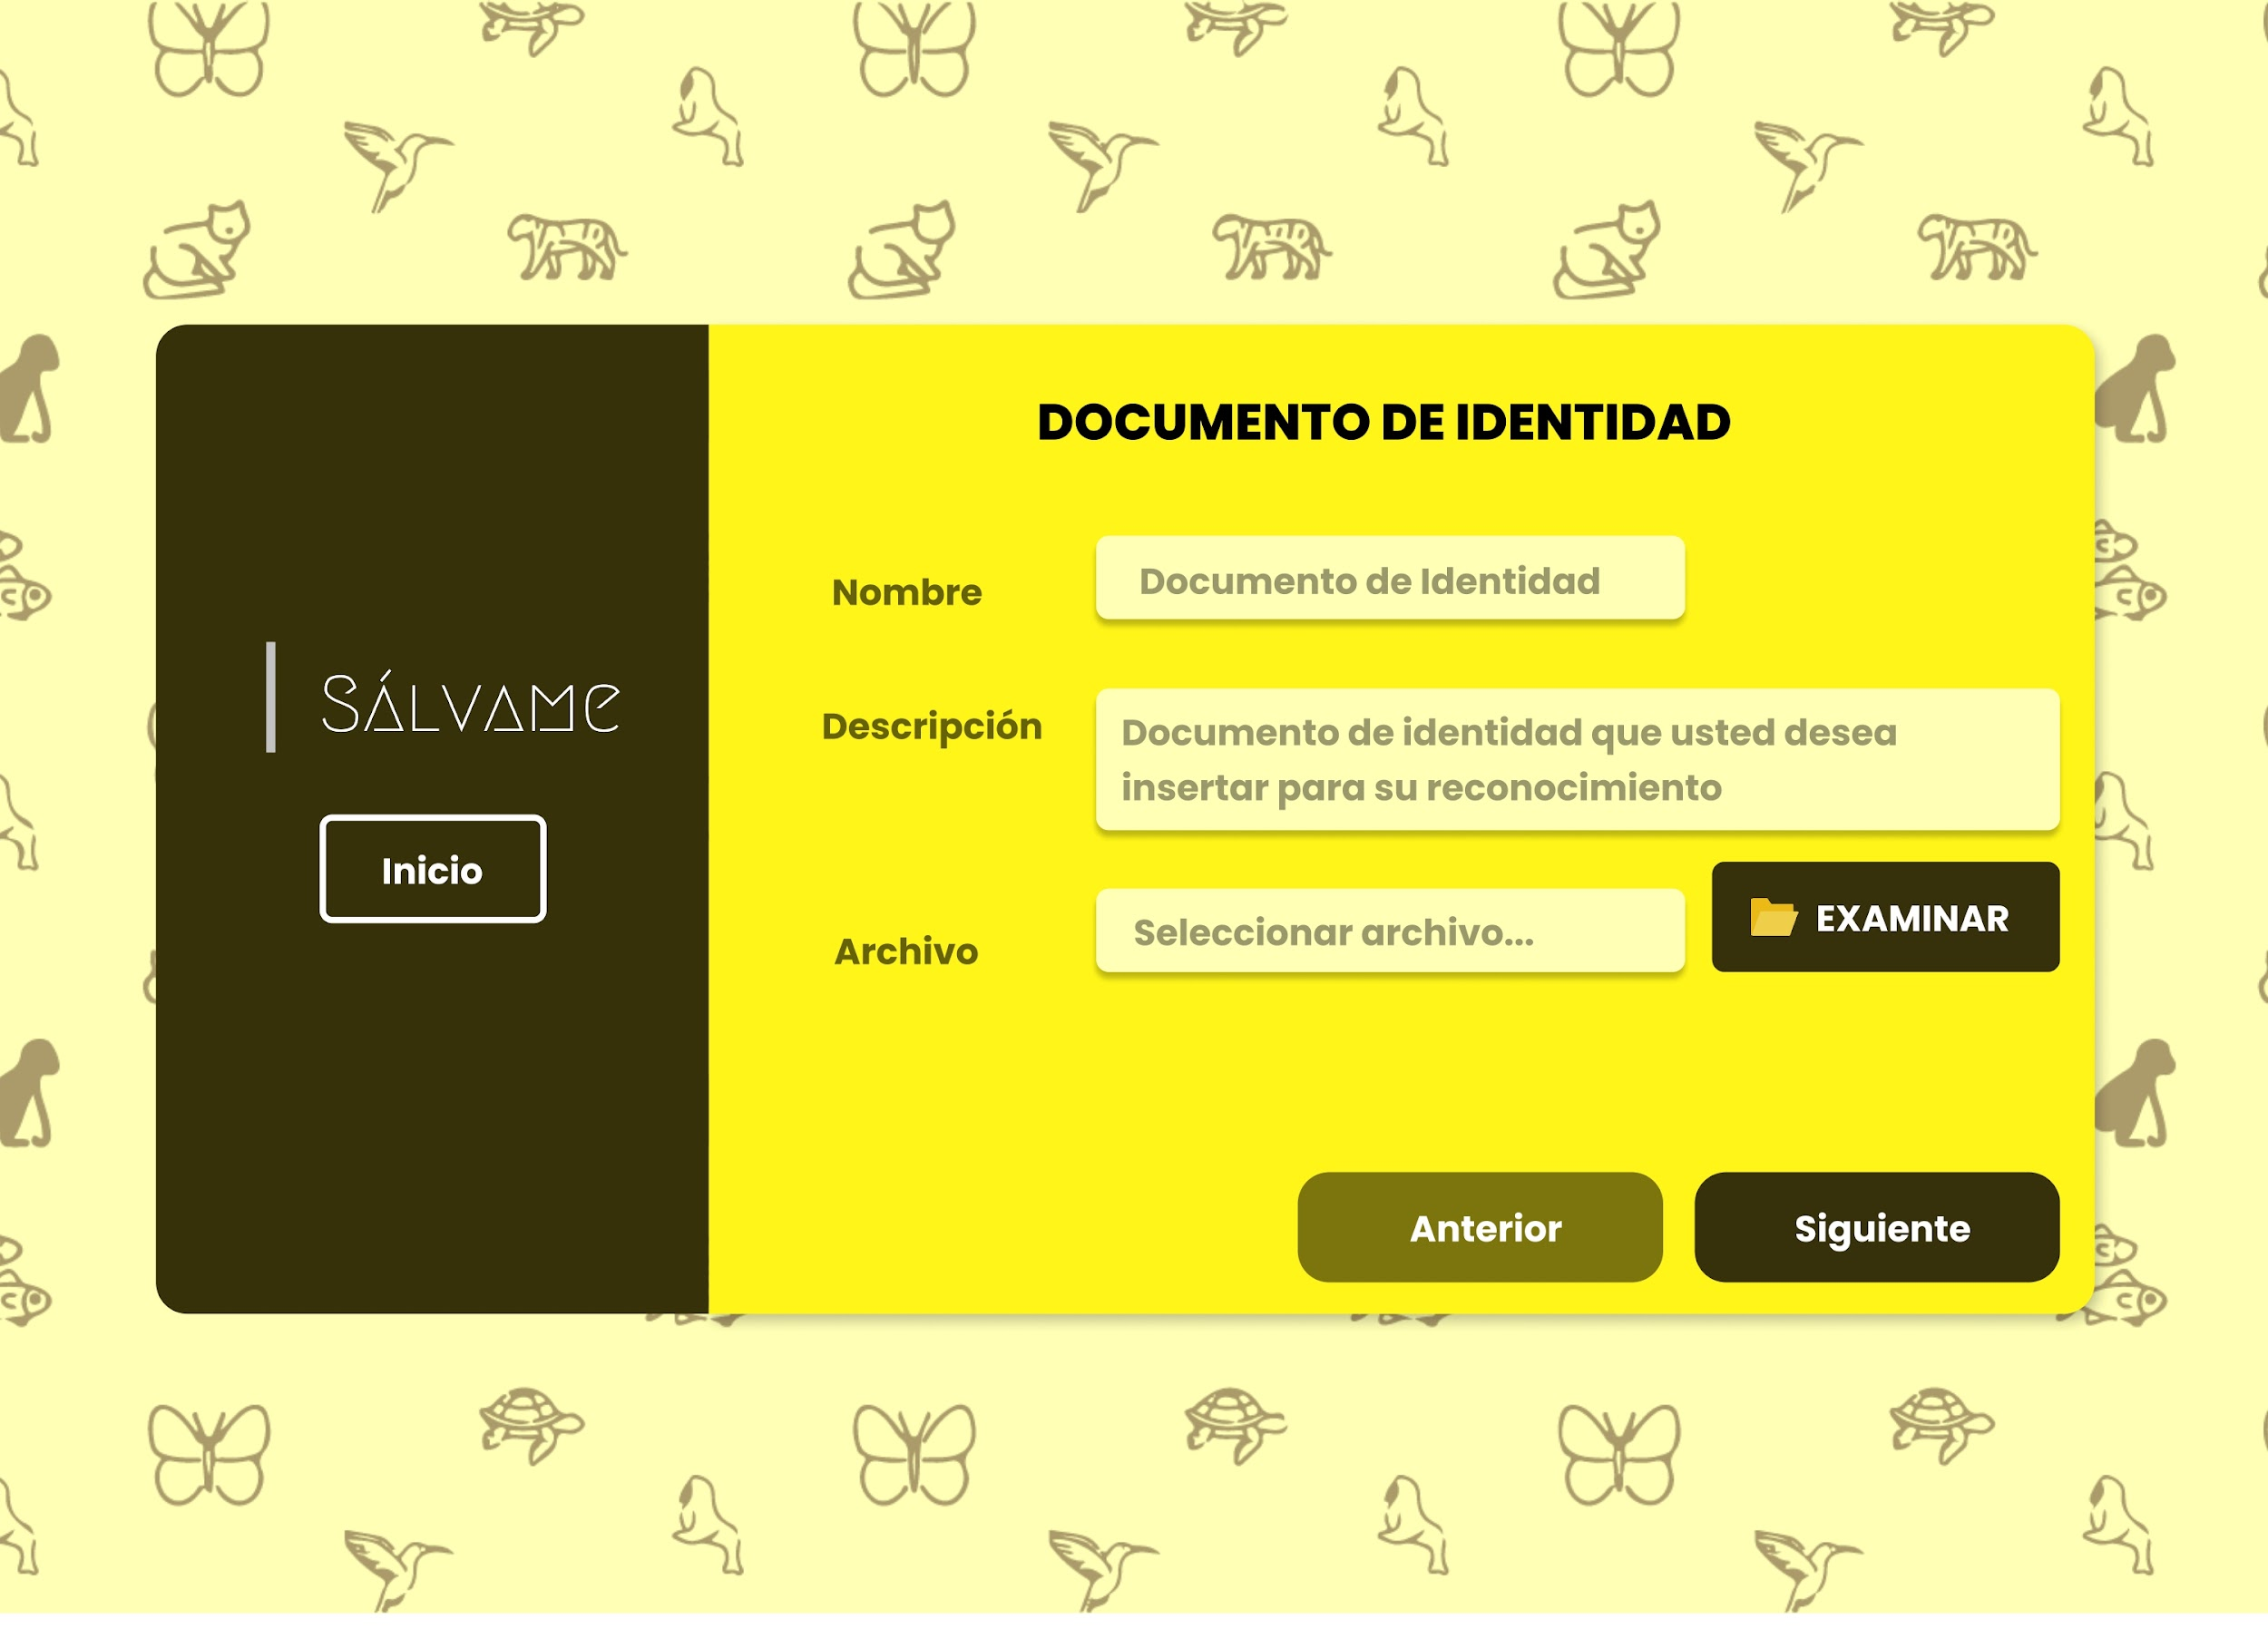 DOCUMENTO DE IDENTIDAD
Nombre
Documento de Identidad
SÁLVAMe
Descripción
Documento de identidad que usted desea
insertar para su reconocimiento
Inicio
Archivo
Seleccionar archivo...
EXAMINAR
Anterior
Siguiente